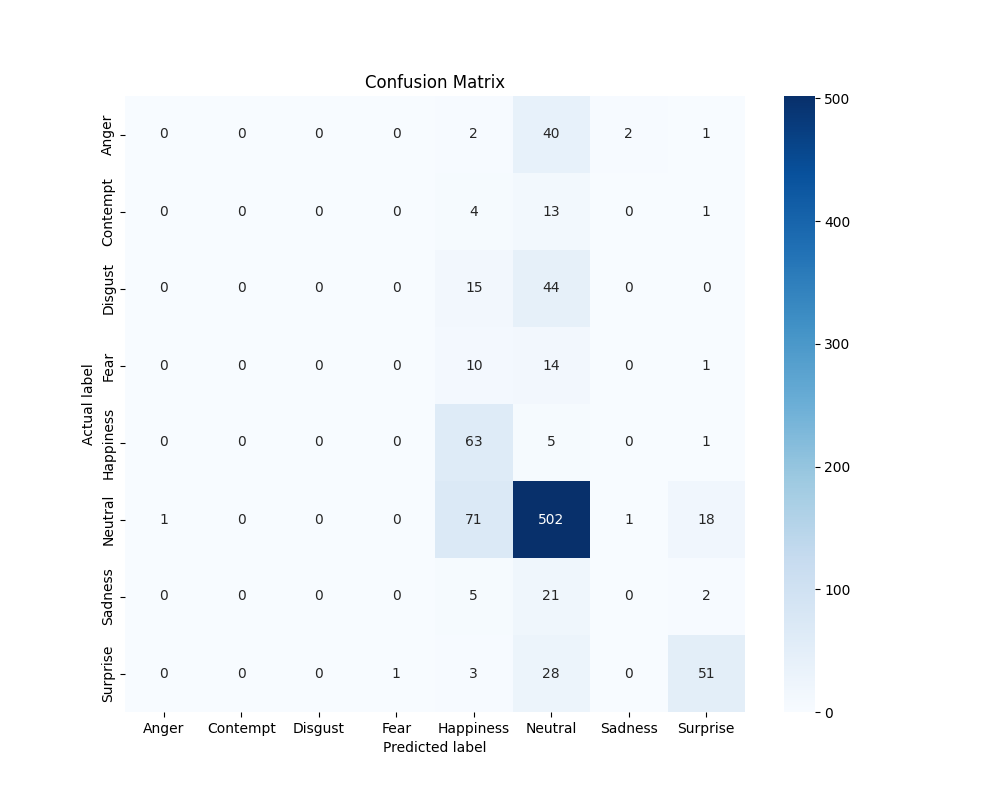 Confusion Matrix
Actual label
Anger 0 0 0 0 2 40 2 1
Contempt 0 0 0 0 4 13 0 1
Disgust 0 0 0 0 15 44 0 0
Fear 0 0 0 0 10 14 0 1
Happiness 0 0 0 0 63 5 0 1
Neutral 1 0 0 0 71 502 1 18
Sadness 0 0 0 0 5 21 0 2
Surprise 0 0 0 1 3 28 0 51
Anger Contempt Disgust Fear Happiness Neutral Sadness Surprise
Predicted label
500
400
300
200
100
0